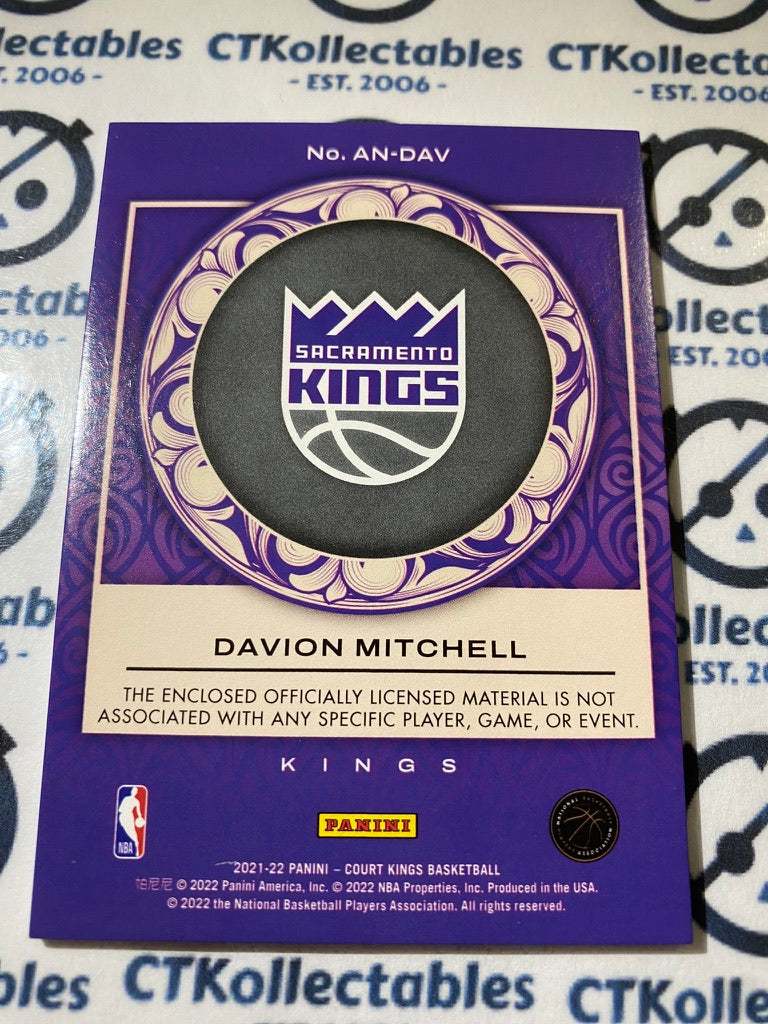 CTKollectables
- EST. 2006 -
No. AN-DAV
SACRAMENTO
KINGS
DAVION MITCHELL
THE ENCLOSED OFFICIALLY LICENSED MATERIAL IS NOT
ASSOCIATED WITH ANY SPECIFIC PLAYER, GAME, OR EVENT.
KINGS
NBA
PANINI
2021-22 PANINI – COURT KINGS BASKETBALL
帕尼尼 © 2022 Panini America, Inc. © 2022 NBA Properties, Inc. Produced in the USA.
© 2022 the National Basketball Players Association. All rights reserved.
CTKollectables